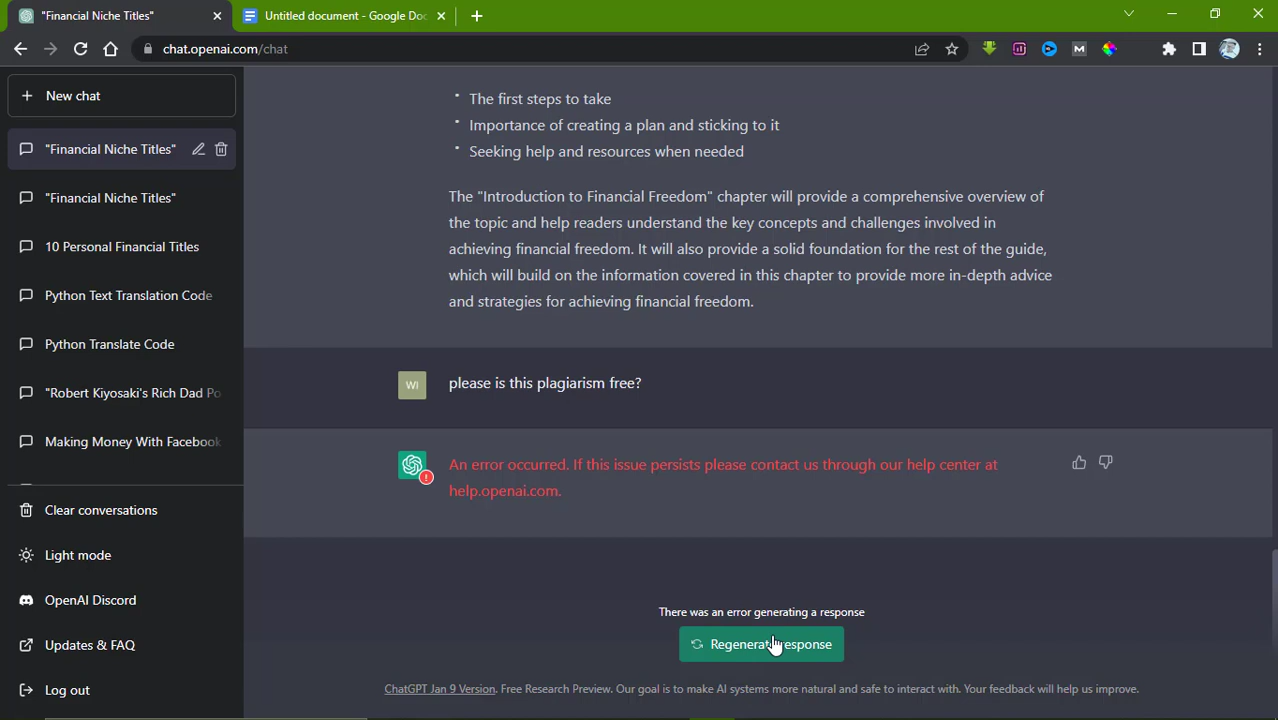 "Financial Niche Titles"
Untitled document - Google Doc
chat.openai.com/chat
New chat
"Financial Niche Titles"
"Financial Niche Titles"
10 Personal Financial Titles
Python Text Translation Code
Python Translate Code
"Robert Kiyosaki's Rich Dad Po
Making Money With Facebook
Clear conversations
Light mode
OpenAI Discord
Updates & FAQ
Log out
• The first steps to take
• Importance of creating a plan and sticking to it
• Seeking help and resources when needed
The "Introduction to Financial Freedom" chapter will provide a comprehensive overview of
the topic and help readers understand the key concepts and challenges involved in
achieving financial freedom. It will also provide a solid foundation for the rest of the guide,
which will build on the information covered in this chapter to provide more in-depth advice
and strategies for achieving financial freedom.
WI
please is this plagiarism free?
An error occurred. If this issue persists please contact us through our help center at
help.openai.com.
There was an error generating a response
Regenerate response
ChatGPT Jan 9 Version. Free Research Preview. Our goal is to make AI systems more natural and safe to interact with. Your feedback will help us improve.